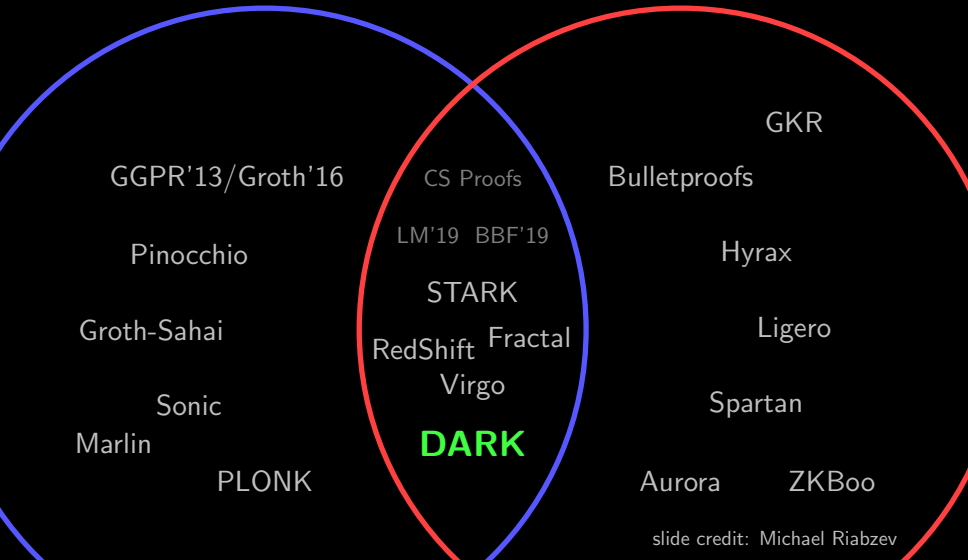 GKR
GGPR'13/Groth'16
CS Proofs
Bulletproofs
LM'19 BBF'19
Pinocchio
Hyrax
STARK
Groth-Sahai
RedShift
Fractal
Ligero
Virgo
Sonic
Spartan
Marlin
DARK
PLONK
Aurora
ZKBoo
slide credit: Michael Riabzev